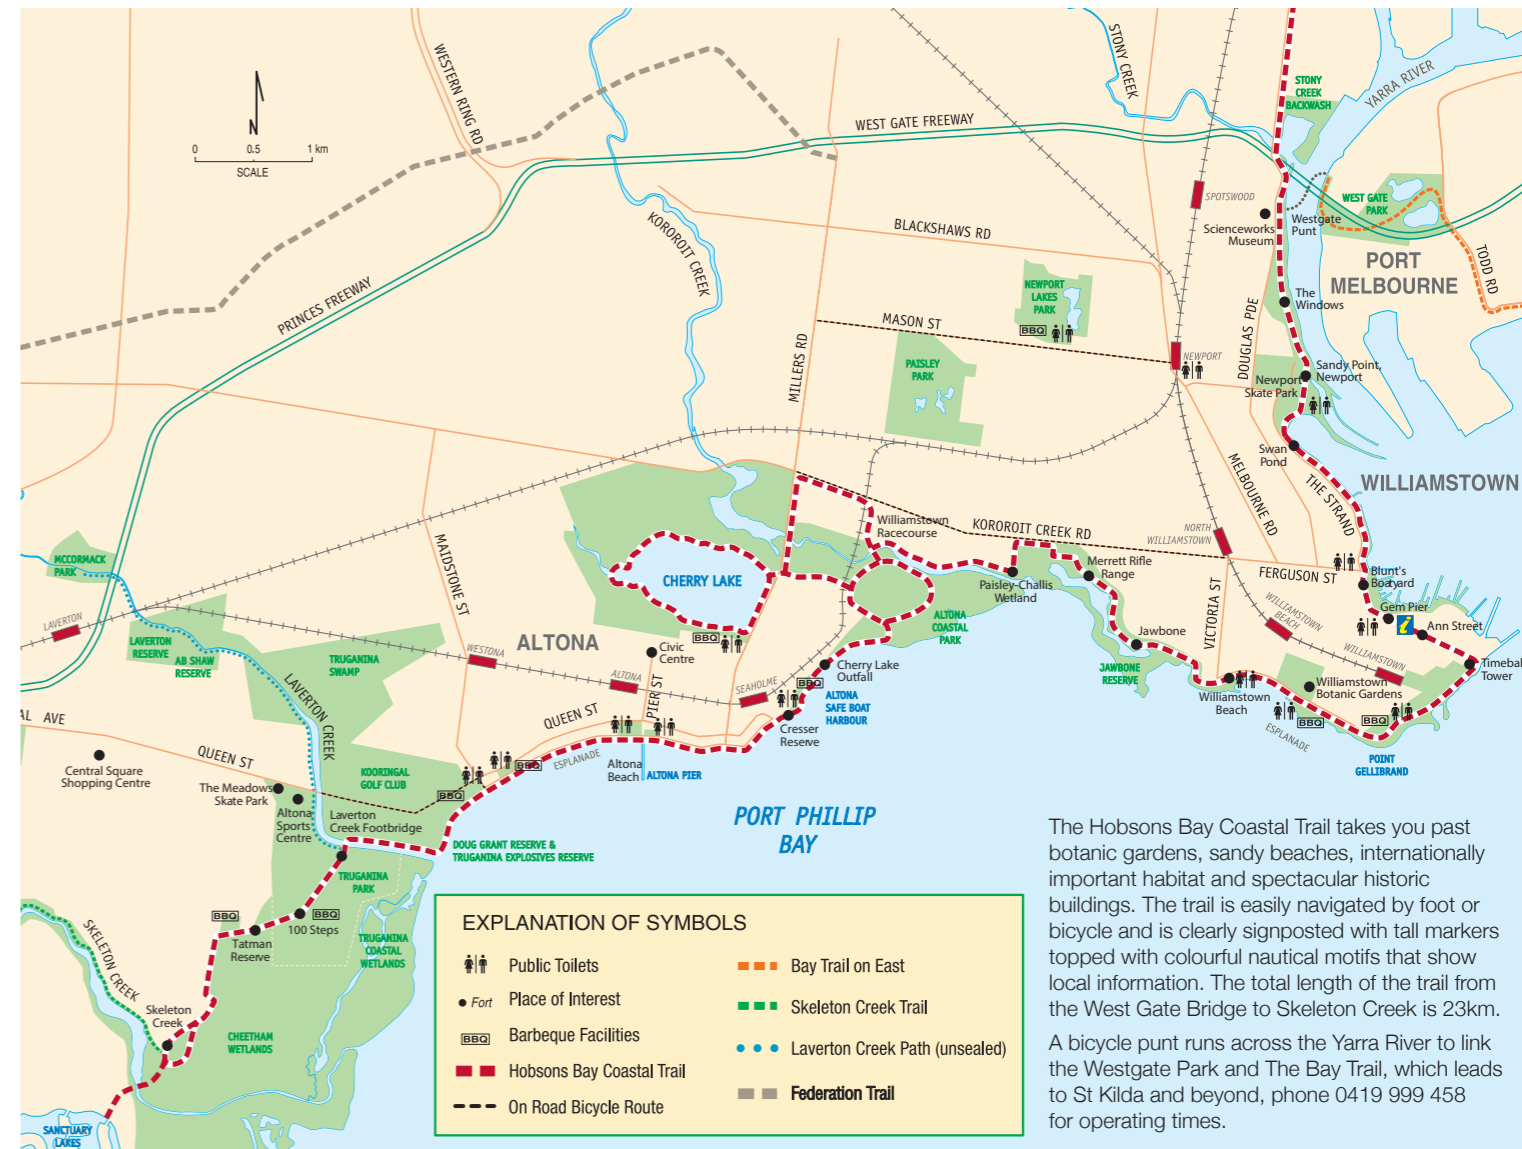 WESTERN RING RD
STONY CREEK
YARRA RIVER
STONY
CREEK
BACKWASH
N
0 0.5 1 km
SCALE
WEST GATE FREEWAY
KOROROIT CREEK
BLACKSHAWS RD
SPOTSWOOD
Scienceworks
Museum
Westgate
Punt
WEST GATE
PARK
PORT
MELBOURNE
TODD RD
PRINCES FREEWAY
NEWPORT
LAKES
PARK
BBQ
The
Windows
MASON ST
MILLERS RD
PAISLEY
PARK
NEWPORT
DOUGLAS PDE
Sandy Point,
Newport
Newport
Skate Park
Swan
Pond
MELBOURNE RD
THE STRAND
WILLIAMSTOWN
Williamstown
Racecourse
KOROROIT CREEK RD
NORTH
WILLIAMSTOWN
MCCORMACK
PARK
MAIDSTONE ST
CHERRY LAKE
Paisley-Challis
Wetland
Merrett Rifle
Range
FERGUSON ST
Blunt's
Boatyard
VICTORIA ST
WILLIAMSTOWN
BEACH
Gem Pier
i
Ann Street
LAVERTON
LAVERTON
RESERVE
AB SHAW
RESERVE
TRUGANINA
SWAMP
WESTONA
ALTONA
BBQ
Civic
Centre
ALTONA
COASTAL
PARK
Jawbone
JAWBONE
RESERVE
WILLIAMSTOWN
Timeball
Tower
LAVERTON CREEK
ALTONA
PIER ST
SEAHOLME
BBQ
Cherry Lake
Outfall
ALTONA
SAFE BOAT
HARBOUR
Williamstown
Beach
Williamstown
Botanic Gardens
BBQ
BBQ
ESPLANADE
POINT
GELLIBRAND
AL AVE
QUEEN ST
QUEEN ST
Cresser
Reserve
Central Square
Shopping Centre
The Meadows
Skate Park
KOORINGAL
GOLF CLUB
BBQ
ESPLANADE
Altona
Beach
ALTONA PIER
BBQ
Altona
Sports
Centre
Laverton
Creek Footbridge
PORT PHILLIP
BAY
DOUG GRANT RESERVE &
TRUGANINA EXPLOSIVES RESERVE
TRUGANINA
PARK
BBQ
BBQ
100 Steps
Tatman
Reserve
TRUGANINA
COASTAL
WETLANDS
SKELETON CREEK
Skeleton
Creek
CHEETHAM
WETLANDS
SANCTUARY
LAKES
EXPLANATION OF SYMBOLS
Public Toilets
Fort Place of Interest
BBQ Barbeque Facilities
Hobsons Bay Coastal Trail
On Road Bicycle Route
Bay Trail on East
Skeleton Creek Trail
Laverton Creek Path (unsealed)
Federation Trail
The Hobsons Bay Coastal Trail takes you past
botanic gardens, sandy beaches, internationally
important habitat and spectacular historic
buildings. The trail is easily navigated by foot or
bicycle and is clearly signposted with tall markers
topped with colourful nautical motifs that show
local information. The total length of the trail from
the West Gate Bridge to Skeleton Creek is 23km.
A bicycle punt runs across the Yarra River to link
the Westgate Park and The Bay Trail, which leads
to St Kilda and beyond, phone 0419 999 458
for operating times.